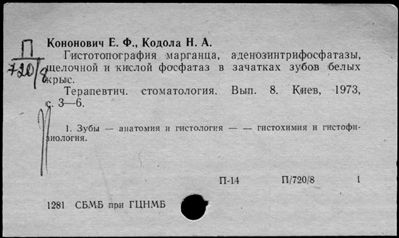 Кононович Е. Ф., Кодола Н. А.
П
720/8
Гистотопография марганца, аденозинтрифосфатазы,
щелочной и кислой фосфатаз в зачатках зубов белых
крыс.
Терапевтич. стоматология. Вып. 8. Киев, 1973,
с. 3—6.
1. Зубы — анатомия и гистология — — гистохимия и гистофи-
зиология.
П-14 П/720/8 1
1281 СБМБ при ГЦНМБ